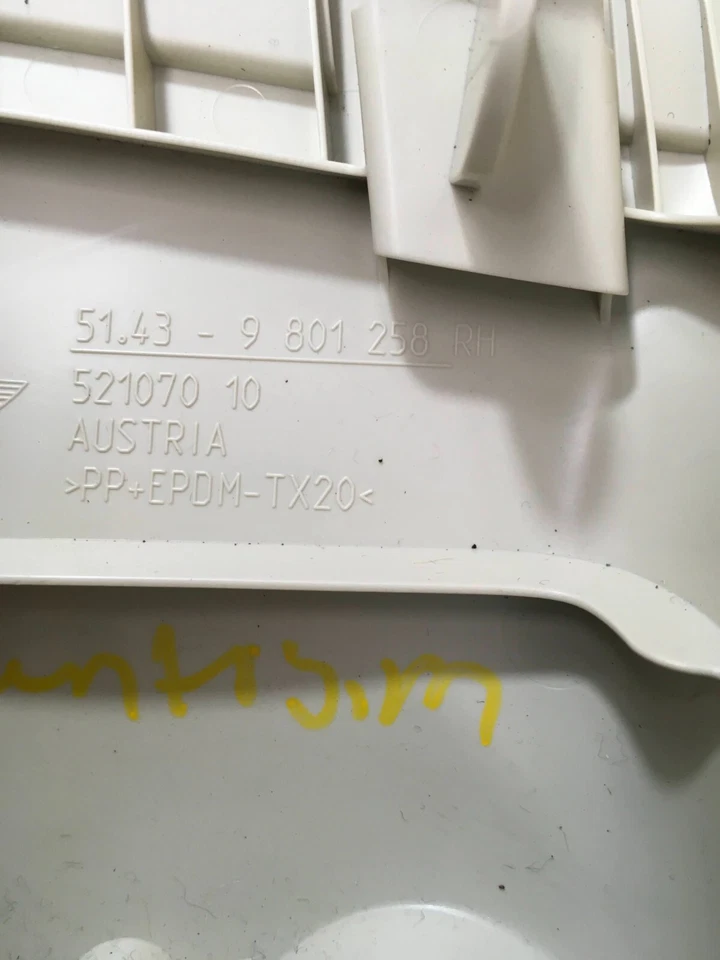 51.43 - 9 801 258 RH
521070 10
AUSTRIA
>PP+EPDM-TX20<